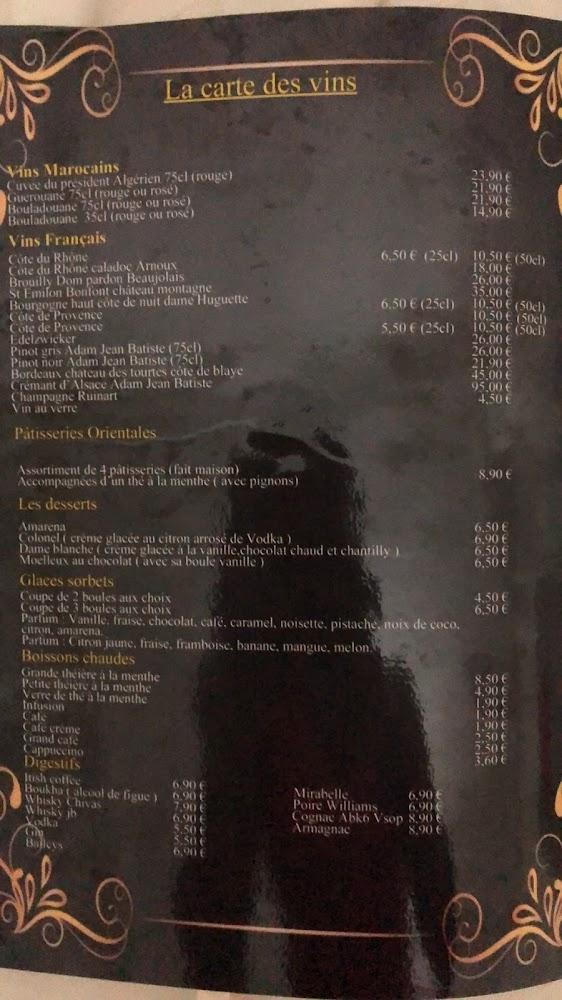 La carte des vins
Vins Marocains
Cuvée du président Algérien 75cl (rouge) 23,90 €
Guerouane 75cl (rouge ou rosé) 21,90 €
Bouladouane 75cl (rouge ou rosé) 21,90 €
Bouladouane 35cl (rouge ou rosé) 14,90 €
Vins Français
Côte du Rhône 6,50 € (25cl) 10,50 € (50cl)
Côte du Rhône caladoc Arnoux 18,00 €
Brouilly Dom pardon Beaujolais 26,00 €
St Emilon Bonfont château montagne 35,00 €
Bourgogne haut côte de nuit dame Huguette 6,50 € (25cl) 10,50 € (50cl)
Côte de Provence 10,50 € (50cl)
Côte de Provence 5,50 € (25cl) 10,50 € (50cl)
Edelzwicker 26,00 €
Pinot gris Adam Jean Batiste (75cl) 26,00 €
Pinot noir Adam Jean Batiste (75cl) 21,90 €
Bordeaux chateau des tourtes côte de blaye 45,00 €
Crémant d'Alsace Adam Jean Batiste 95,00 €
Champagne Ruinart 4,50 €
Vin au verre
Pâtisseries Orientales
Assortiment de 4 pâtisseries (fait maison) 8,90 €
Accompagnées d'un thé à la menthe ( avec pignons)
Les desserts
Amarena 6,50 €
Colonel ( crème glacée au citron arrosé de Vodka ) 6,90 €
Dame blanche ( crème glacée à la vanille,chocolat chaud et chantilly ) 6,50 €
Moelleux au chocolat ( avec sa boule vanille ) 6,50 €
Glaces sorbets
Coupe de 2 boules aux choix 4,50 €
Coupe de 3 boules aux choix 6,50 €
Parfum : Vanille, fraise, chocolat, café, caramel, noisette, pistache, noix de coco,
citron, amarena.
Parfum : Citron jaune, fraise, framboise, banane, mangue, melon.
Boissons chaudes
Grande théière à la menthe 8,50 €
Petite théière à la menthe 4,90 €
Verre de thé à la menthe 1,90 €
Infusion 1,90 €
Café 1,90 €
Café crème 2,50 €
Grand café 2,50 €
Cappuccino 3,60 €
Digestifs
Irish coffee 6,90 €
Boukha ( alcool de figue ) 6,90 €
Whisky Chivas 7,90 €
Whisky jb 6,90 €
Vodka 5,50 €
Gin 5,50 €
Baileys 6,90 €
Mirabelle 6,90 €
Poire Williams 6,90 €
Cognac Abk6 Vsop 8,90 €
Armagnac 8,90 €